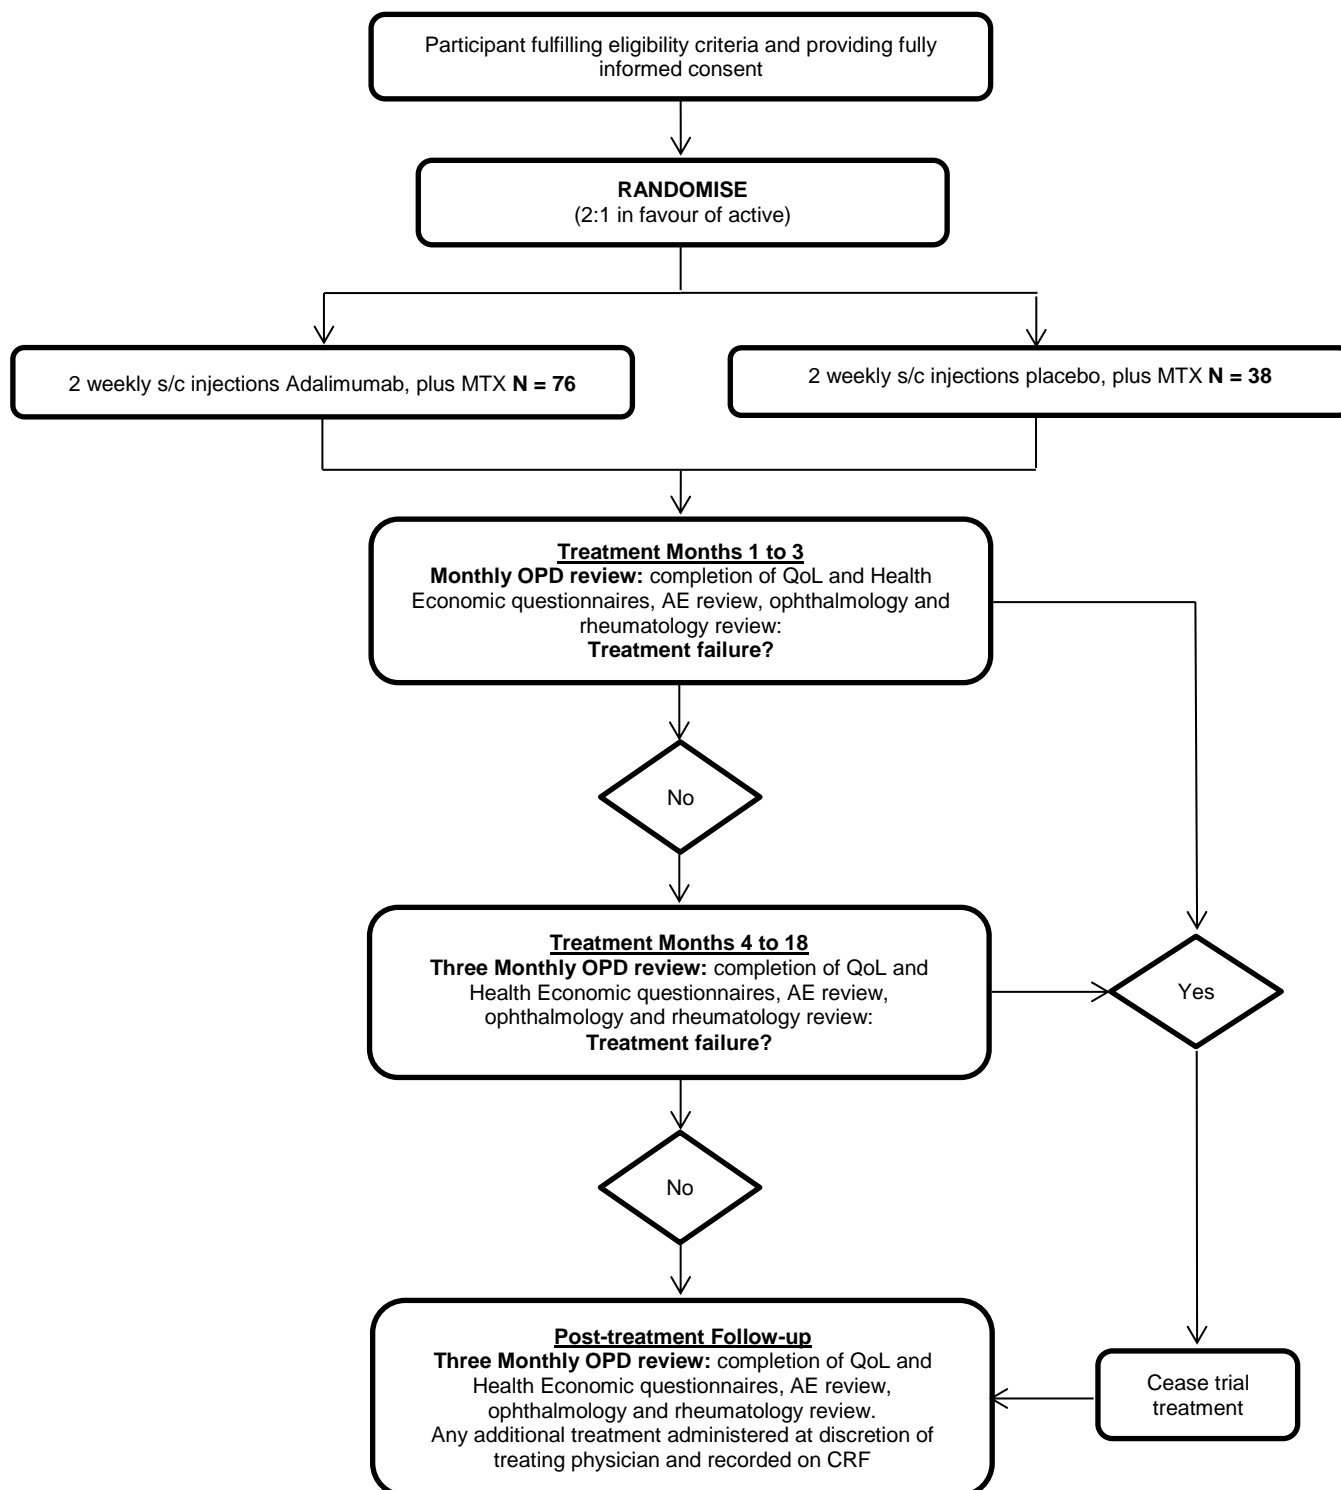 Participant fulfilling eligibility criteria and providing fully
informed consent
RANDOMISE
(2:1 in favour of active)
2 weekly s/c injections Adalimumab, plus MTX N = 76
2 weekly s/c injections placebo, plus MTX N = 38
Treatment Months 1 to 3
Monthly OPD review: completion of QoL and Health
Economic questionnaires, AE review, ophthalmology and
rheumatology review:
Treatment failure?
No
Treatment Months 4 to 18
Three Monthly OPD review: completion of QoL and
Health Economic questionnaires, AE review,
ophthalmology and rheumatology review:
Treatment failure?
Yes
No
Post-treatment Follow-up
Three Monthly OPD review: completion of QoL and
Health Economic questionnaires, AE review,
ophthalmology and rheumatology review.
Any additional treatment administered at discretion of
treating physician and recorded on CRF
Cease trial
treatment